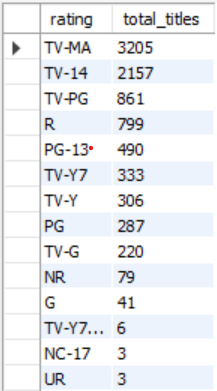 rating total_titles
TV-MA 3205
TV-14 2157
TV-PG 861
R 799
PG-13 490
TV-Y7 333
TV-Y 306
PG 287
TV-G 220
NR 79
G 41
TV-Y7... 6
NC-17 3
UR 3